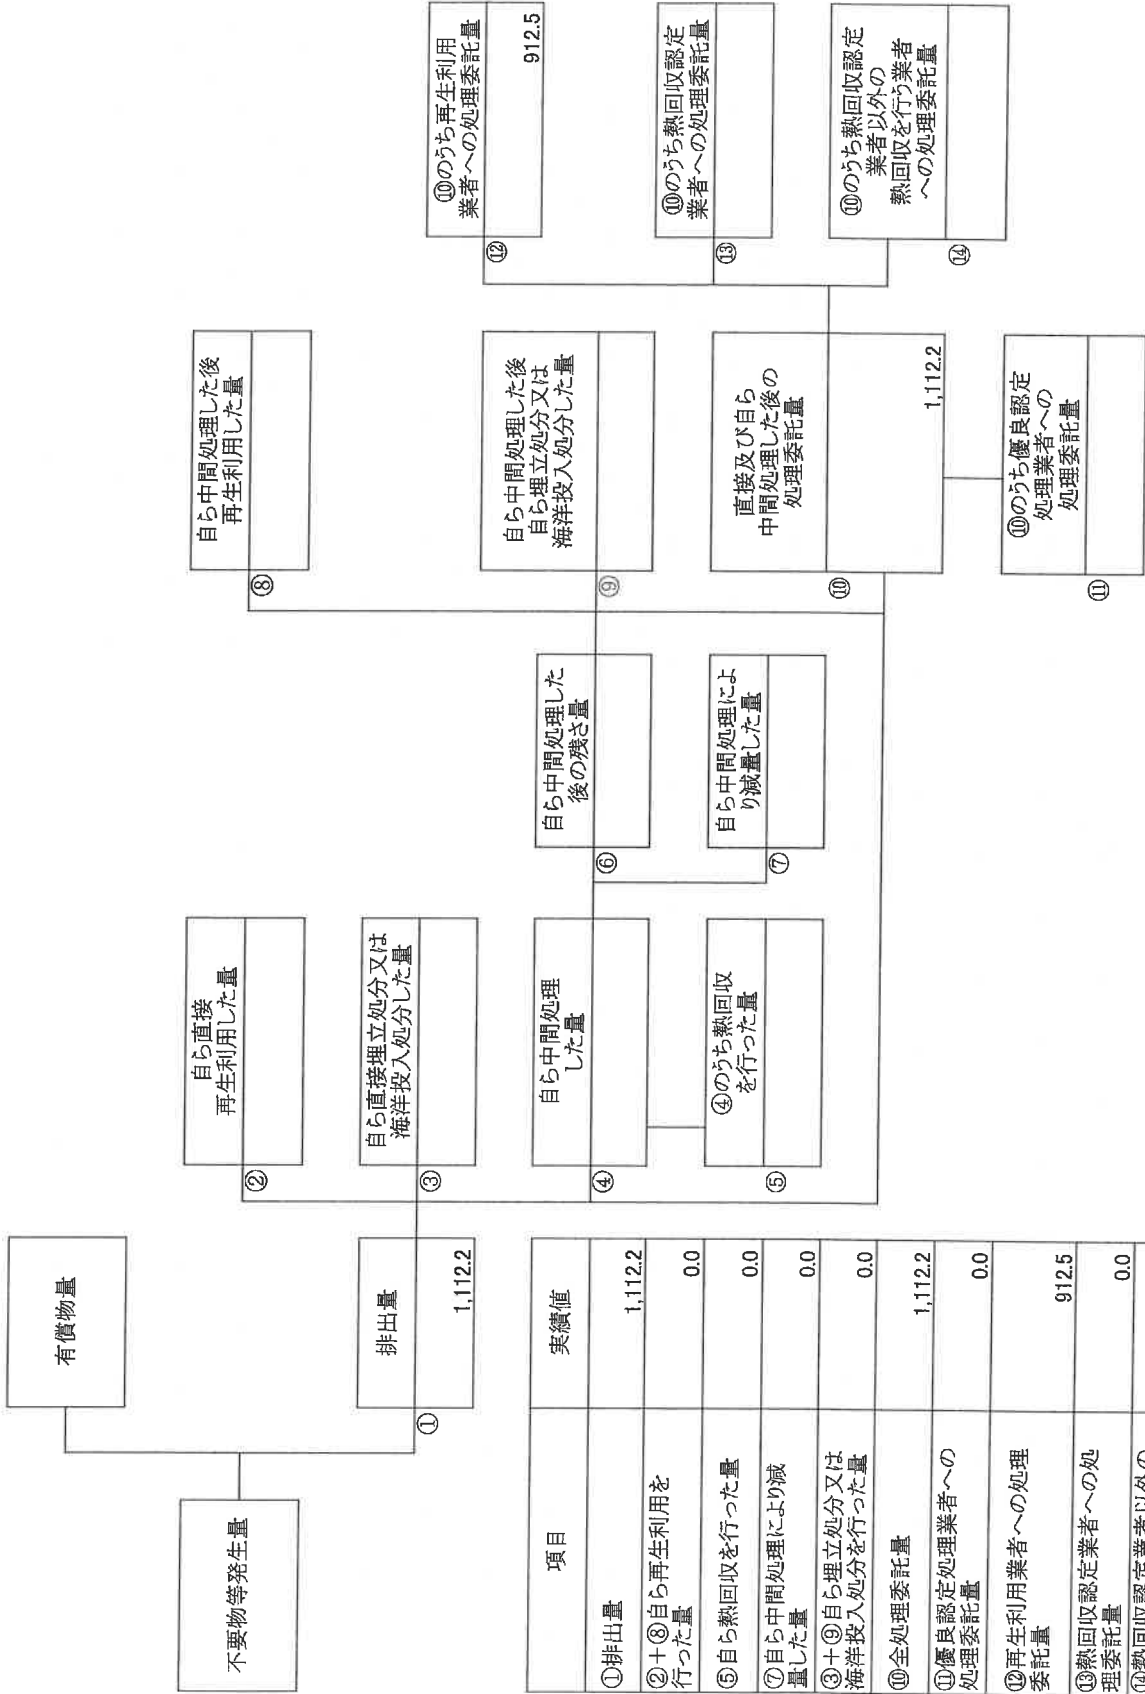 不要物等発生量
有償物量
①
排出量
1,112.2
②
自ら直接
再生利用した量
③
自ら直接埋立処分又は
海洋投入処分した量
④
自ら中間処理
した量
⑤
④のうち熱回収
を行った量
⑥
自ら中間処理した
後の残さ量
⑦
自ら中間処理によ
り減量した量
⑧
自ら中間処理した後
再生利用した量
⑨
自ら中間処理した後
自ら埋立処分又は
海洋投入処分した量
⑩
直接及び自ら
中間処理した後の
処理委託量
1,112.2
⑪
⑩のうち優良認定
処理業者への
処理委託量
⑫
⑩のうち再生利用
業者への処理委託量
912.5
⑬
⑩のうち熱回収認定
業者への処理委託量
⑭
⑩のうち熱回収認定
業者以外の
熱回収を行う業者
への処理委託量
項目
実績値
①排出量
1,112.2
②+⑧自ら再生利用を
行った量
0.0
⑤自ら熱回収を行った量
0.0
⑦自ら中間処理により減
量した量
0.0
③+⑨自ら埋立処分又は
海洋投入処分を行った量
0.0
⑩全処理委託量
1,112.2
⑪優良認定処理業者への
処理委託量
0.0
⑫再生利用業者への処理
委託量
912.5
⑬熱回収認定業者への処
理委託量
0.0
⑭熱回収認定業者以外の